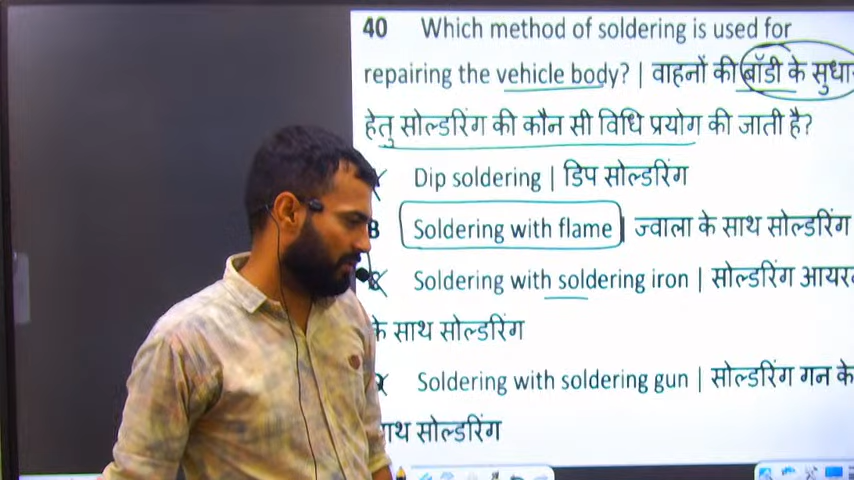 40 Which method of soldering is used for
repairing the vehicle body? | वाहनों की बॉडी के
हेतु सोल्डरिंग की कौन सी विधि प्रयोग की जाती है?
Dip soldering | डिप सोल्डरिंग
B Soldering with flame | ज्वाला के साथ सोल्डरिंग
Soldering with soldering iron | सोल्डरिंग
के साथ सोल्डरिंग
Soldering with soldering gun | सोल्डरिंग गन के
सोल्डरिंग